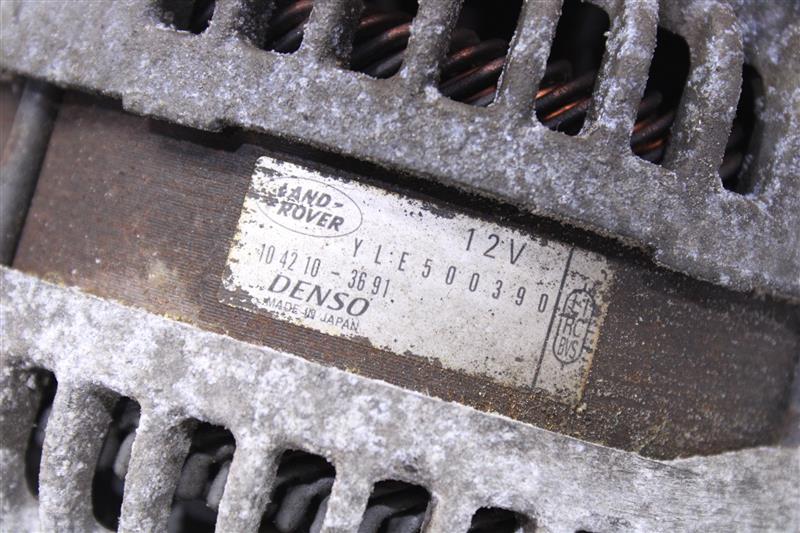 LAND-
ROVER
12V
YLE500390
104210-3691
DENSO
MADE IN JAPAN